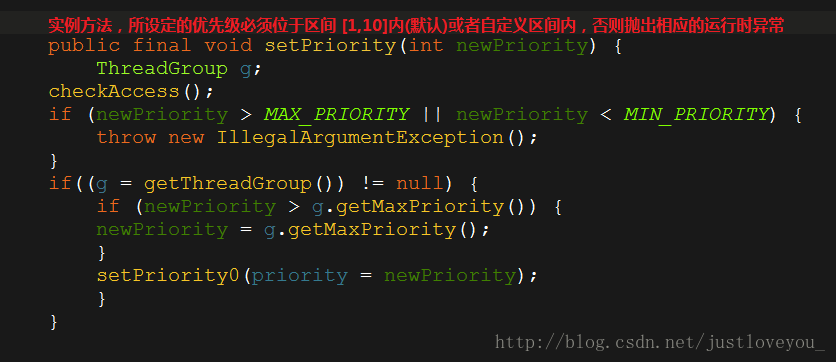 实例方法，所设定的优先级必须位于区间 [1,10]内(默认)或者自定义区间内，否则抛出相应的运行时异常
public final void setPriority(int newPriority) {
    ThreadGroup g;
checkAccess();
if (newPriority > MAX_PRIORITY || newPriority < MIN_PRIORITY) {
    throw new IllegalArgumentException();
}
if((g = getThreadGroup()) != null) {
    if (newPriority > g.getMaxPriority()) {
    newPriority = g.getMaxPriority();
    }
    setPriority0(priority = newPriority);
    }
}
http://blog.csdn.net/justloveyou_